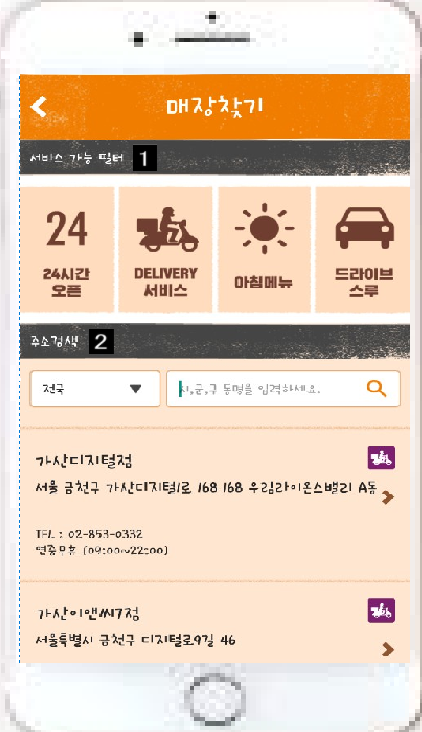 매장찾기
서비스 가능 필터 1
24
24시간
오픈
DELIVERY
서비스
아침메뉴
드라이브
스루
주소검색 2
전국
시,군,구 동명을 입력하세요.
가산디지털점
서울 금천구 가산디지털1로 168 168 우림라이온스밸리 A동
TEL : 02-853-0332
연중무휴 (09:00~22:00)
가산이앤씨7점
서울특별시 금천구 디지털로9길 46